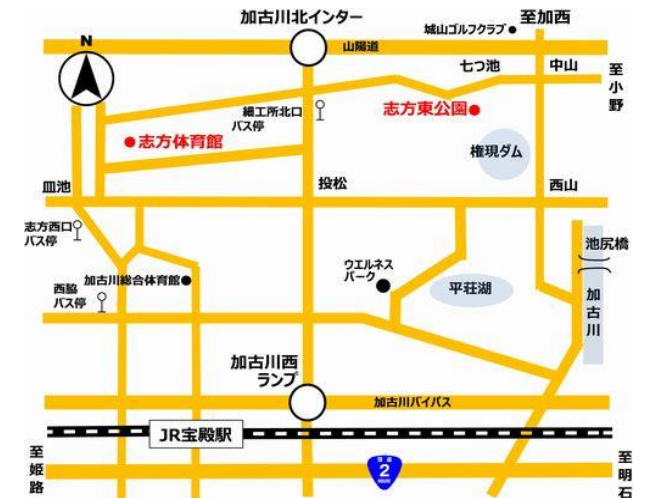 加古川北インター
至加西
城山ゴルフクラブ
N
山陽道
七つ池
中山
至小野
細工所北口
バス停
志方東公園
志方体育館
権現ダム
皿池
投松
西山
志方西口
バス停
池尻橋
ウエルネス
パーク
加古川総合体育館
西脇
バス停
平荘湖
加古川
加古川西
ランプ
加古川バイパス
JR宝殿駅
至姫路
国道
2
ROUTE
至明石